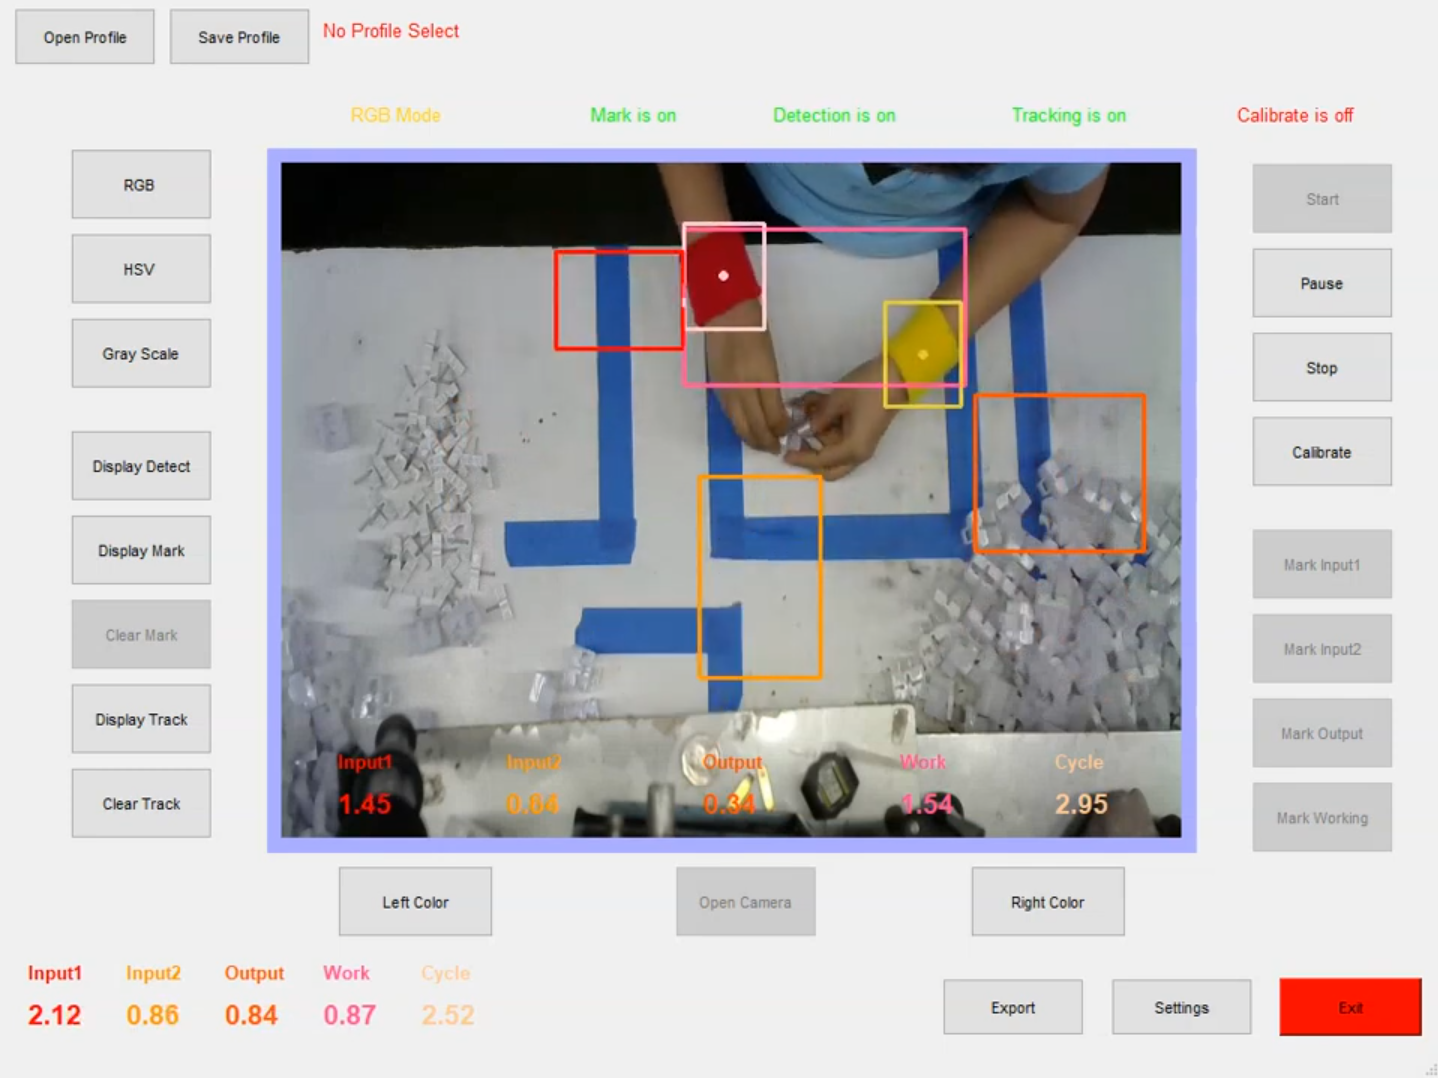 Open Profile
Save Profile
No Profile Select
RGB Mode
Mark is on
Detection is on
Tracking is on
Calibrate is off
RGB
HSV
Gray Scale
Display Detect
Display Mark
Clear Mark
Display Track
Clear Track
Start
Pause
Stop
Calibrate
Mark Input1
Mark Input2
Mark Output
Mark Working
Input1 Input2 Output Work Cycle
1.45 0.64 0.34 1.54 2.95
Left Color
Open Camera
Right Color
Input1 Input2 Output Work Cycle
2.12 0.86 0.84 0.87 2.52
Export
Settings
Exit